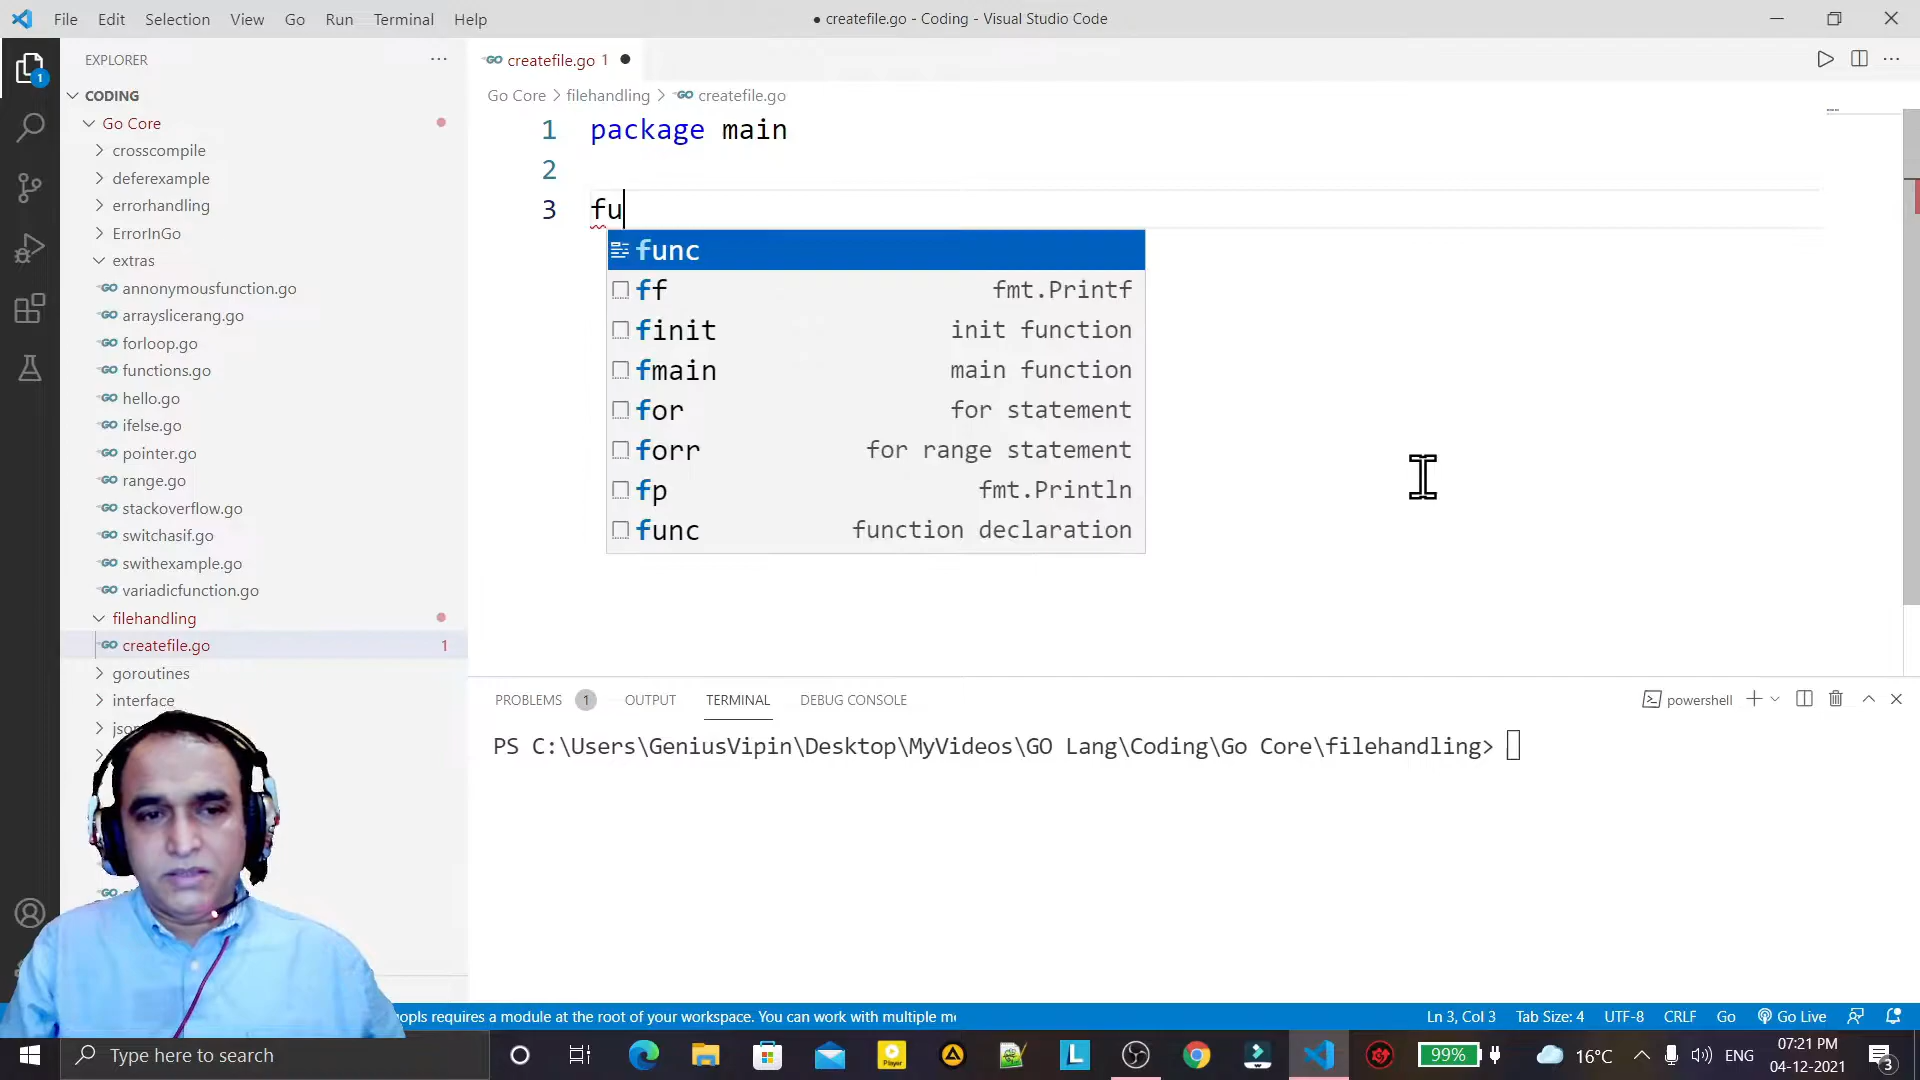 File Edit Selection View Go Run Terminal Help
● createfile.go - Coding - Visual Studio Code
EXPLORER
CODING
Go Core
crosscompile
deferexample
errorhandling
ErrorInGo
extras
annonymousfunction.go
arrayslicerang.go
forloop.go
functions.go
hello.go
ifelse.go
pointer.go
range.go
stackoverflow.go
switchasif.go
swithexample.go
variadicfunction.go
filehandling
createfile.go 1
goroutines
interface
1
createfile.go 1
Go Core > filehandling > createfile.go
1 package main
2
3 fu
func
ff fmt.Printf
finit init function
fmain main function
for for statement
forr for range statement
fp fmt.Println
func function declaration
PROBLEMS 1 OUTPUT TERMINAL DEBUG CONSOLE
powershell
PS C:\Users\GeniusVipin\Desktop\MyVideos\GO Lang\Coding\Go Core\filehandling>
requires a module at the root of your workspace. You can work with multiple
Ln 3, Col 3 Tab Size: 4 UTF-8 CRLF Go Go Live
Type here to search
Player
L
99%
16°C
ENG
07:21 PM
04-12-2021
3